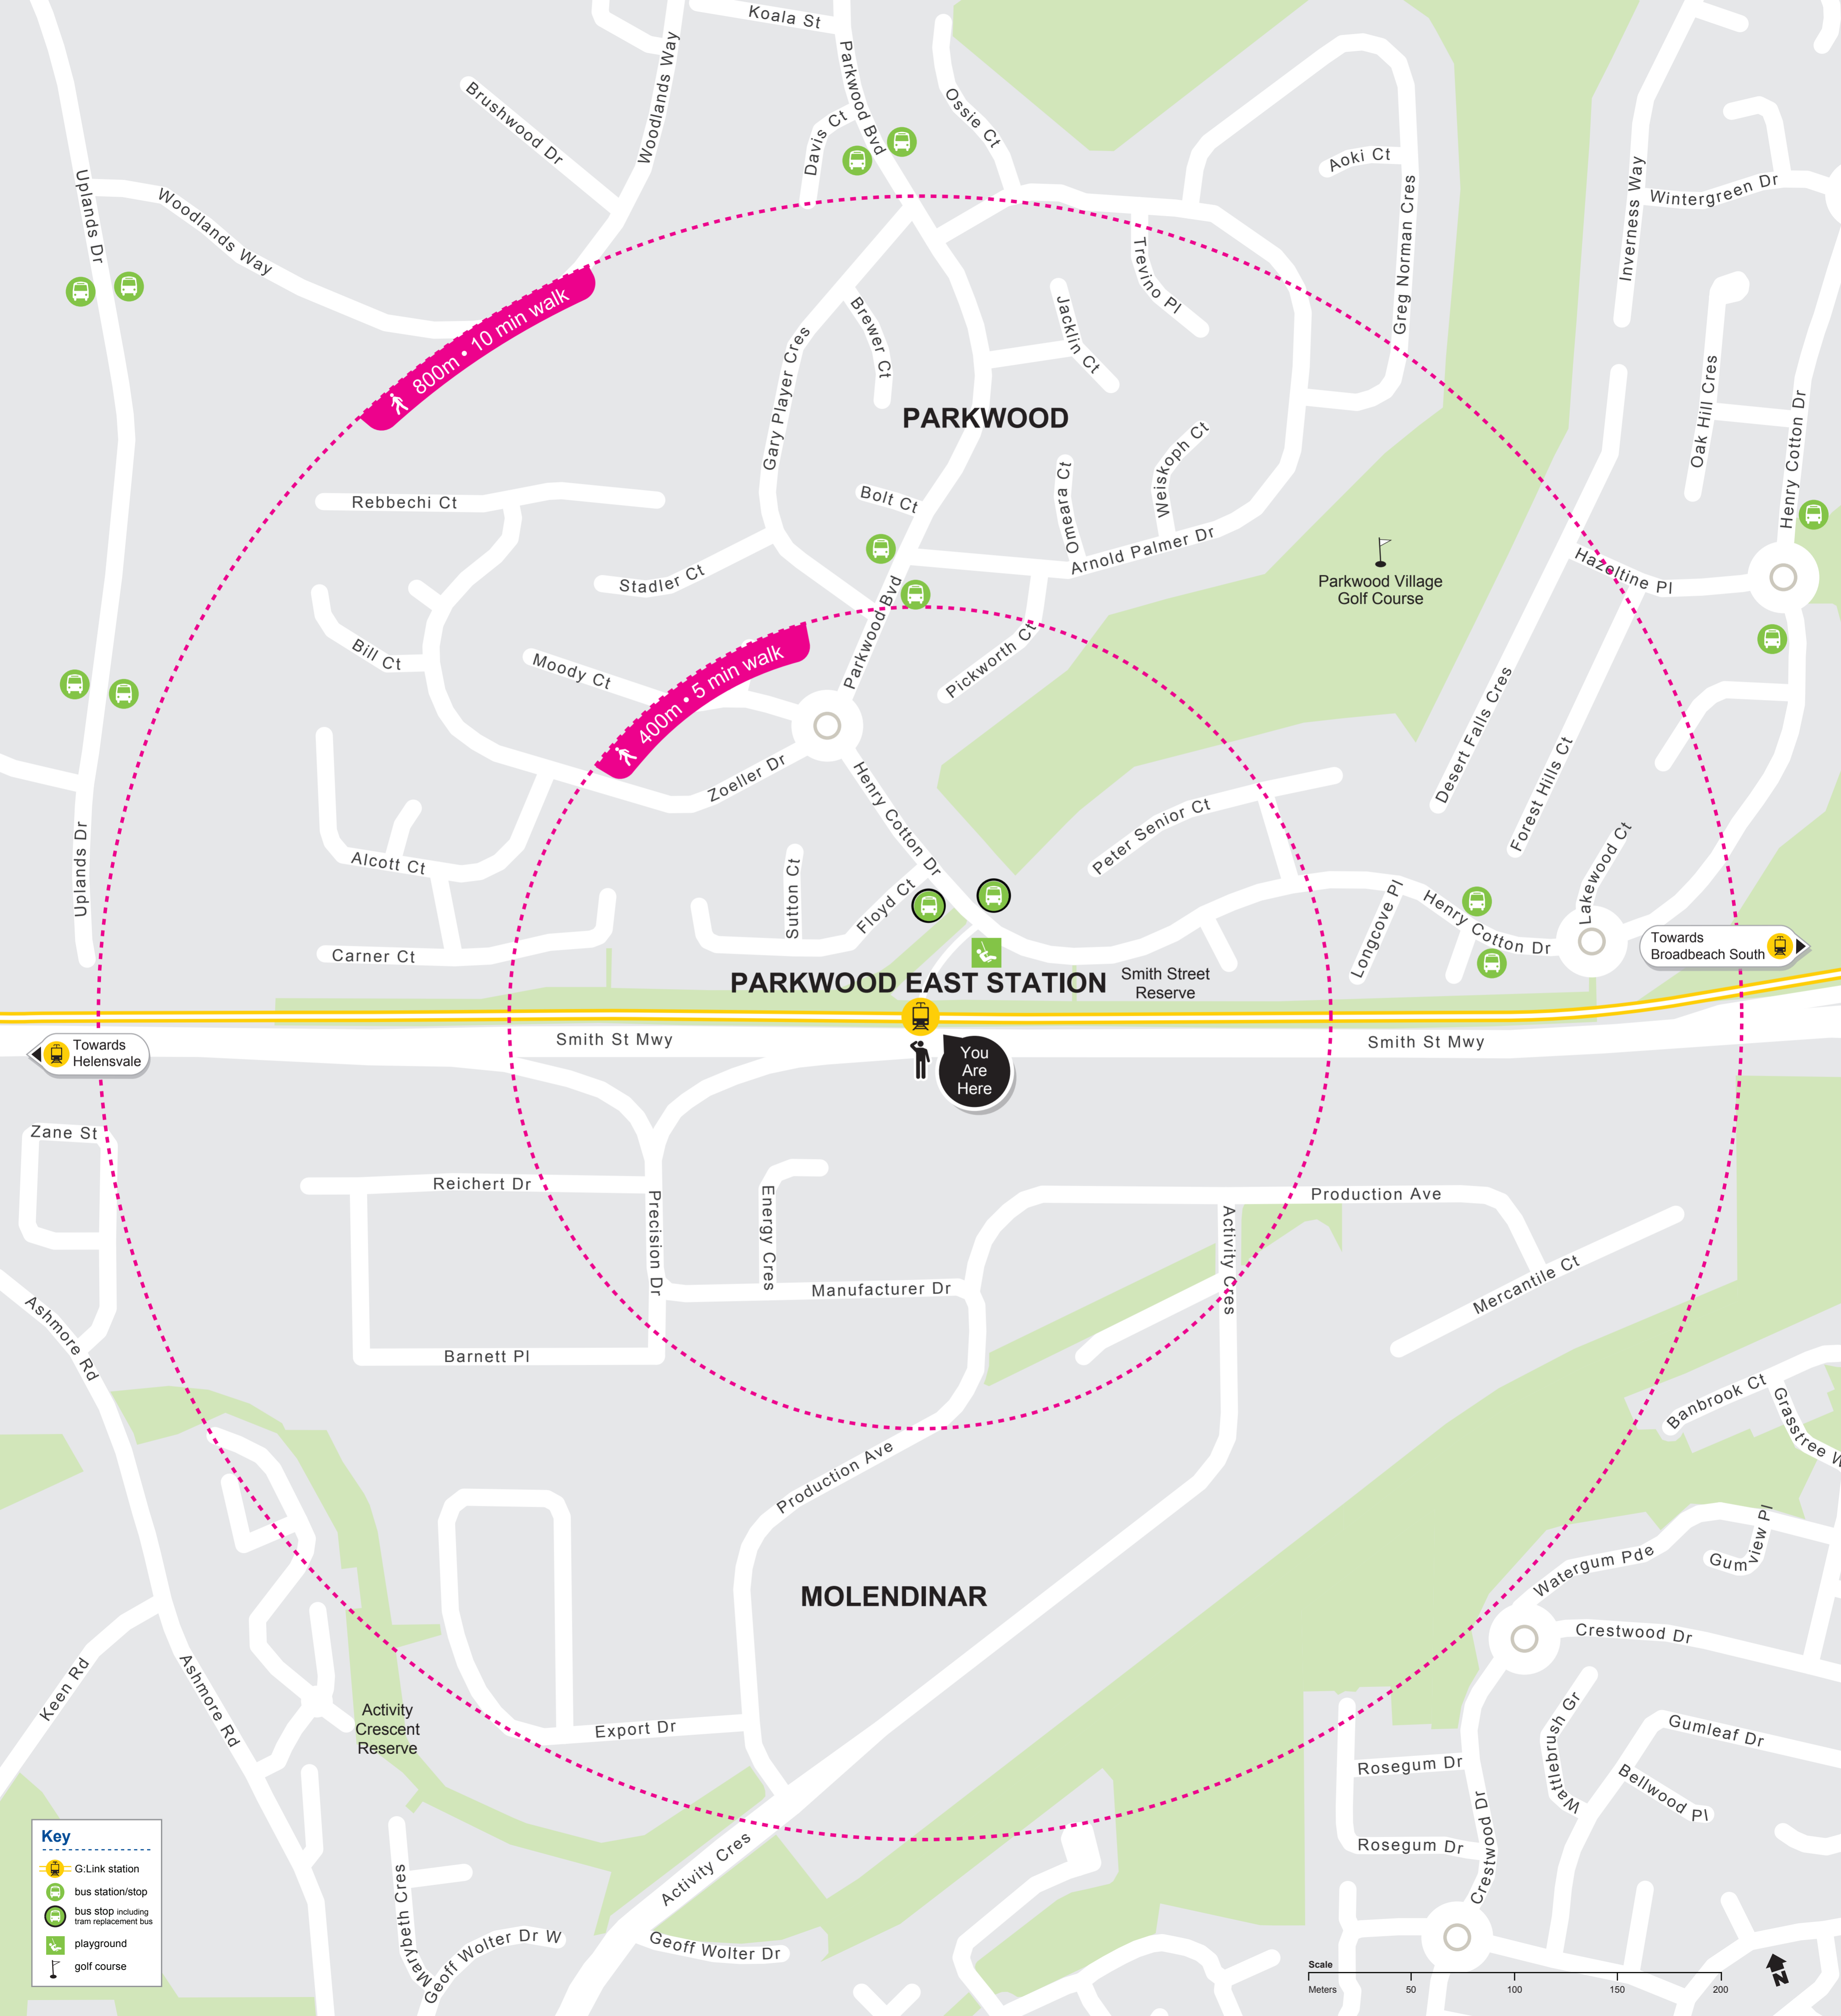 Koala St
Woodlands Way
Parkwood Bvd
Brushwood Dr
Davis Ct
Ossie Ct
Aoki Ct
Uplands Dr
Woodlands Way
Inverness Way
Wintergreen Dr
Greg Norman Cres
Trevino Pl
800m • 10 min walk
Brewer Ct
Jacklin Ct
Gary Player Cres
PARKWOOD
Oak Hill Cres
Henry Cotton Dr
Rebbechi Ct
Bolt Ct
Omeara Ct
Weiskoph Ct
Arnold Palmer Dr
Stadler Ct
Parkwood Village
Golf Course
Hazeltine Pl
Parkwood Bvd
Bill Ct
Moody Ct
400m • 5 min walk
Pickworth Ct
Desert Falls Cres
Forest Hills Ct
Zoeller Dr
Henry Cotton Dr
Peter Senior Ct
Uplands Dr
Alcott Ct
Sutton Ct
Floyd Ct
Lakewood Ct
Longcove Pl
Henry Cotton Dr
Carner Ct
Towards
Broadbeach South
PARKWOOD EAST STATION
Smith Street
Reserve
Smith St Mwy
Smith St Mwy
Towards
Helensvale
You
Are
Here
Zane St
Reichert Dr
Precision Dr
Energy Cres
Production Ave
Activity Cres
Manufacturer Dr
Mercantile Ct
Ashmore Rd
Barnett Pl
Banbrook Ct
Grasstree W
Production Ave
Gumview Pl
Watergum Pde
MOLENDINAR
Crestwood Dr
Keen Rd
Ashmore Rd
Activity
Crescent
Reserve
Export Dr
Wattlebrush Gr
Gumleaf Dr
Rosegum Dr
Bellwood Pl
Crestwood Dr
Rosegum Dr
Activity Cres
Marybeth Cres
Geoff Wolter Dr W
Geoff Wolter Dr
Key
G:Link station
bus station/stop
bus stop including
tram replacement bus
playground
golf course
Scale
Meters 50 100 150 200
N